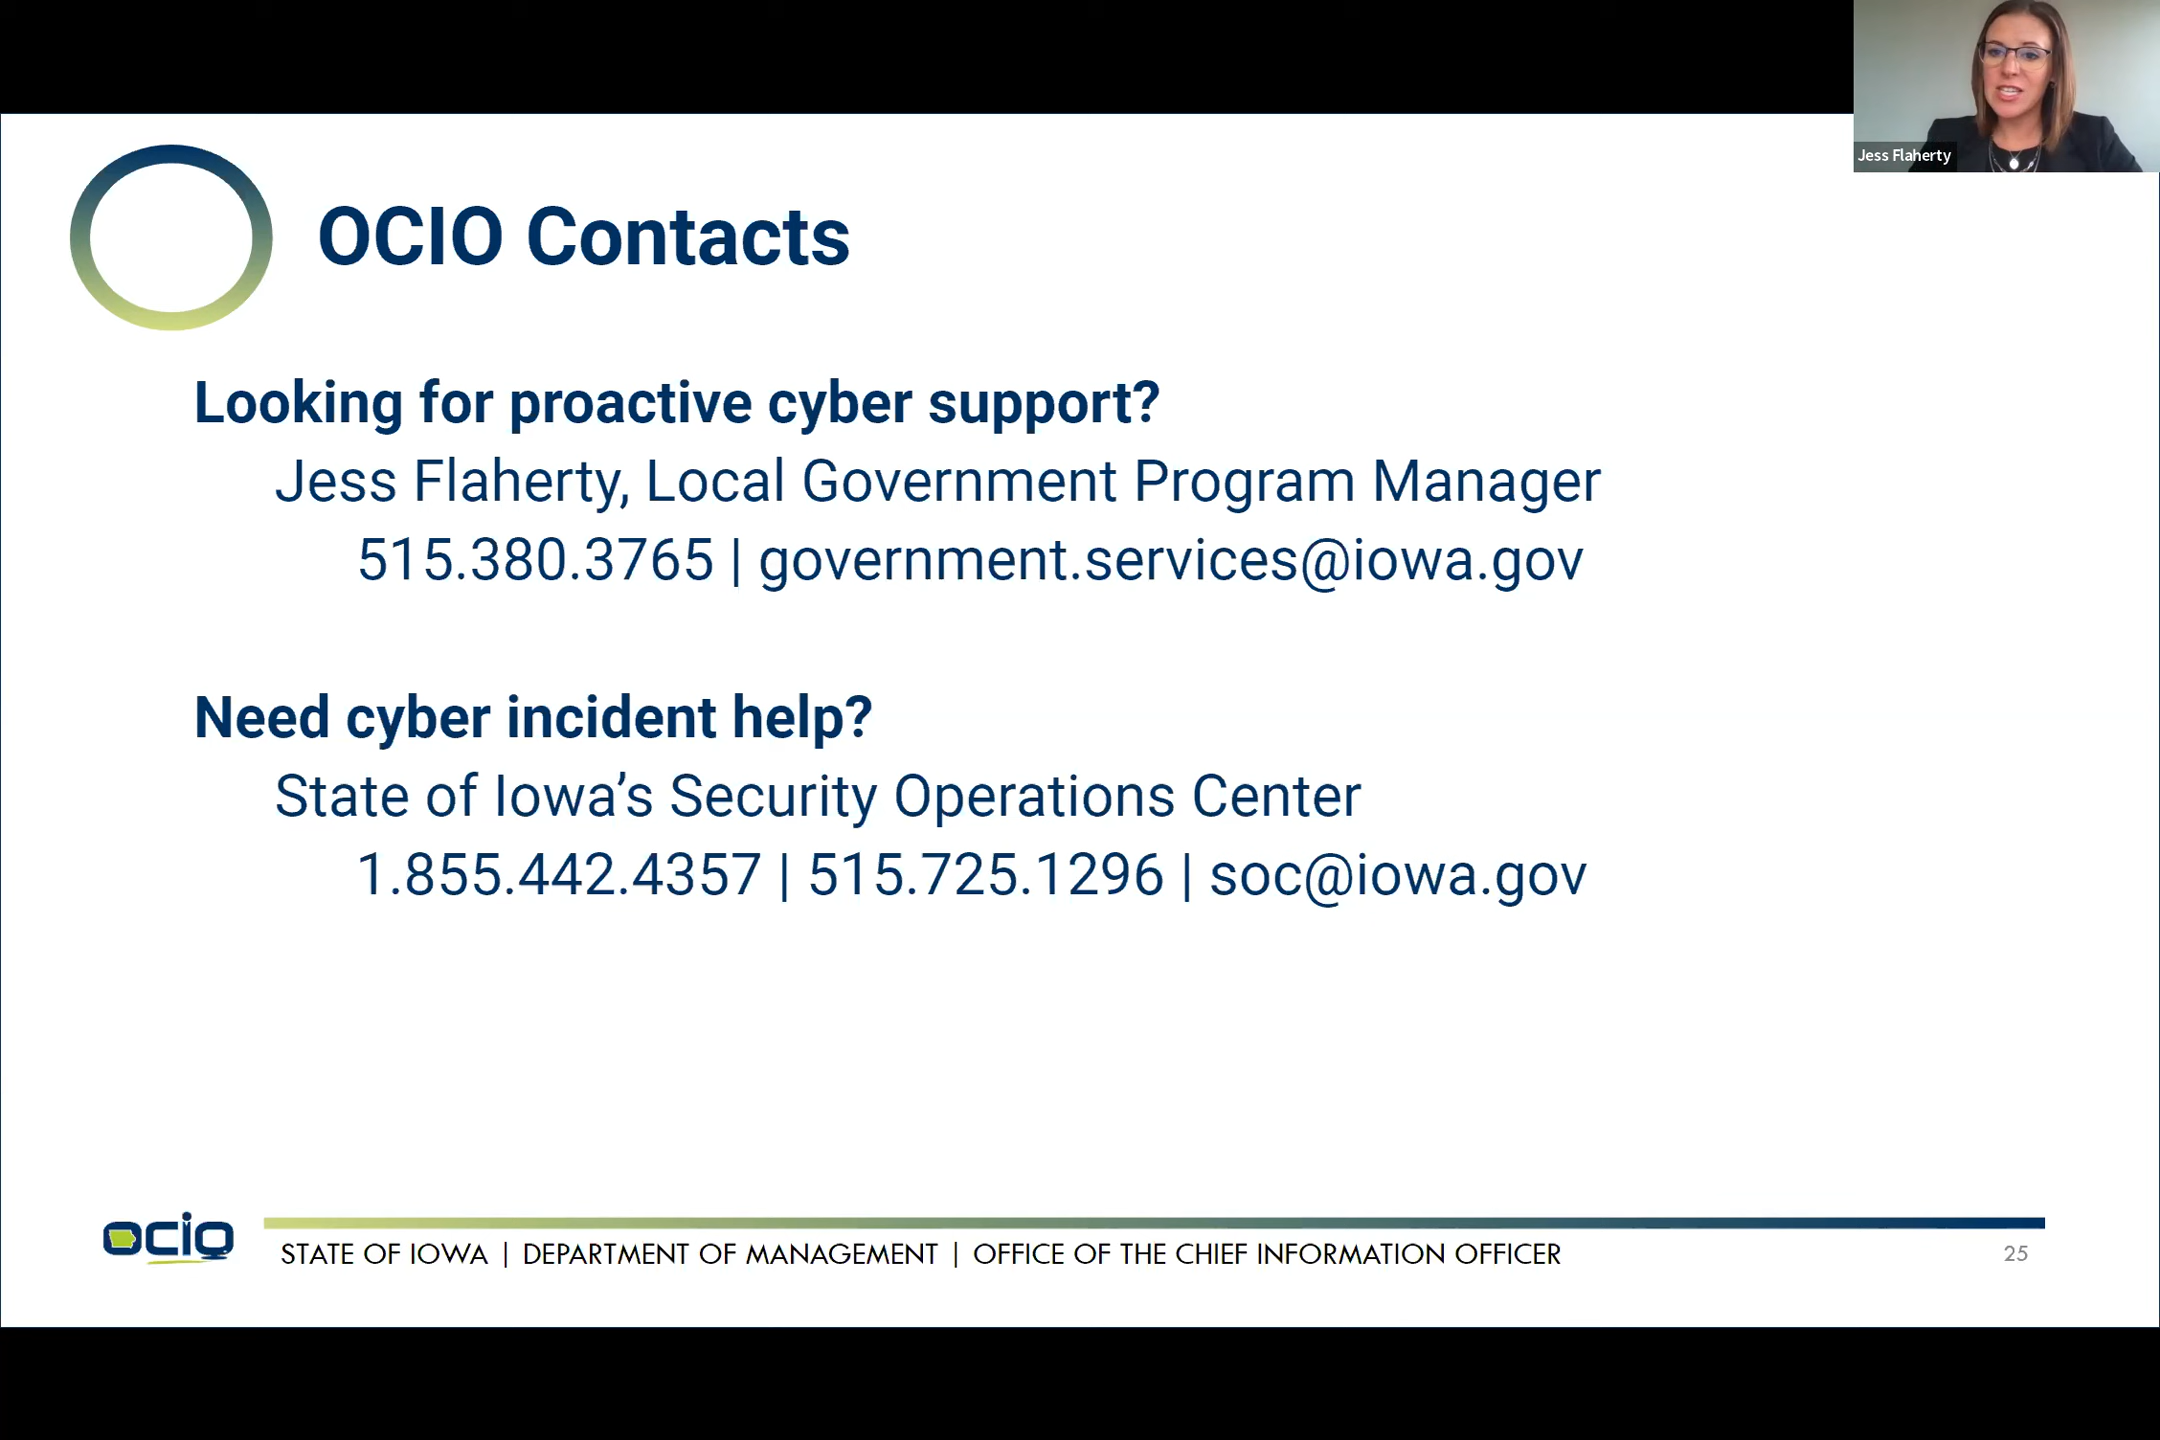 Jess Flaherty
OCIO Contacts
Looking for proactive cyber support?
Jess Flaherty, Local Government Program Manager
515.380.3765 | government.services@iowa.gov
Need cyber incident help?
State of Iowa’s Security Operations Center
1.855.442.4357 | 515.725.1296 | soc@iowa.gov
ocio
STATE OF IOWA | DEPARTMENT OF MANAGEMENT | OFFICE OF THE CHIEF INFORMATION OFFICER
25